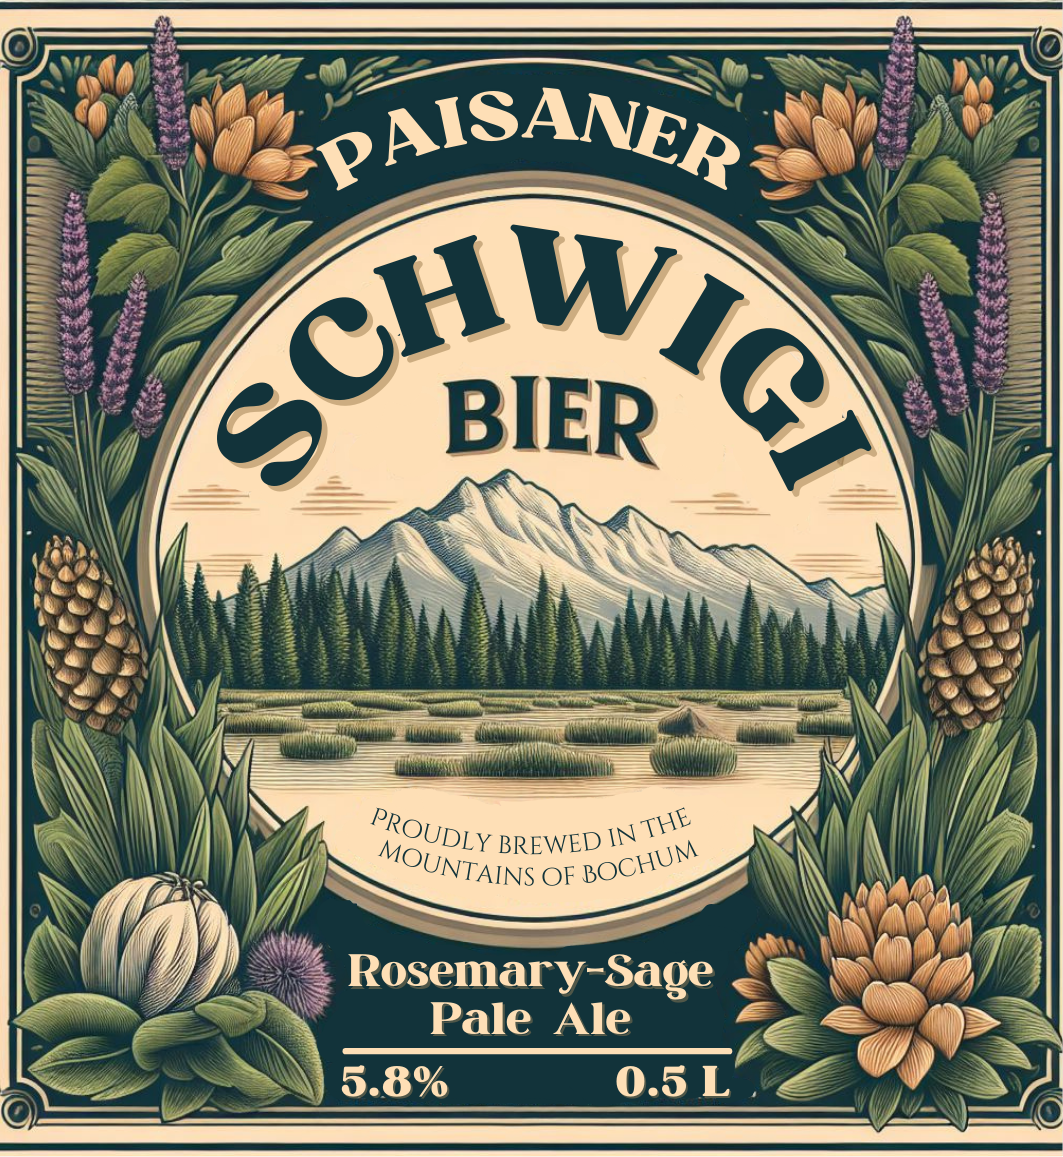 PAISANER
SCHWIGI
BIER
PROUDLY BREWED IN THE
MOUNTAINS OF BOCHUM
Rosemary-Sage
Pale Ale
5.8% 0.5 L